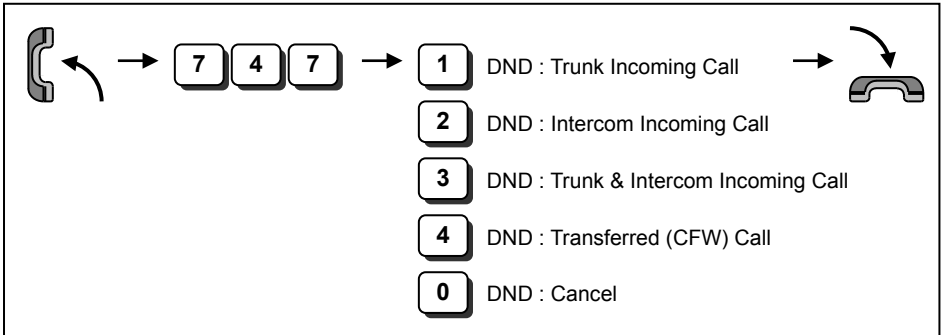 7 4 7 1 DND : Trunk Incoming Call
2 DND : Intercom Incoming Call
3 DND : Trunk & Intercom Incoming Call
4 DND : Transferred (CFW) Call
0 DND : Cancel